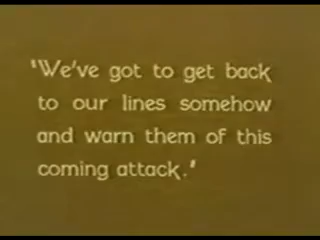 "We've got to get back
to our lines somehow
and warn them of this
coming attack."